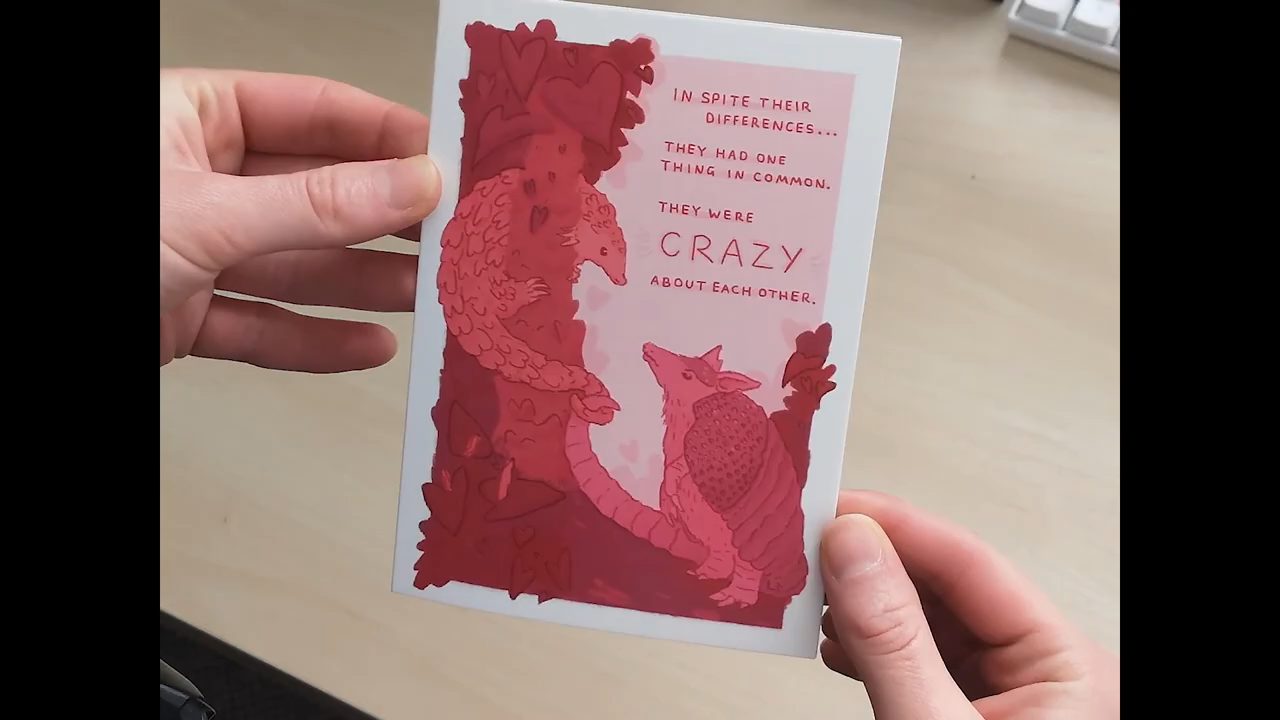 IN SPITE THEIR
DIFFERENCES...
THEY HAD ONE
THING IN COMMON.
THEY WERE
CRAZY
ABOUT EACH OTHER.